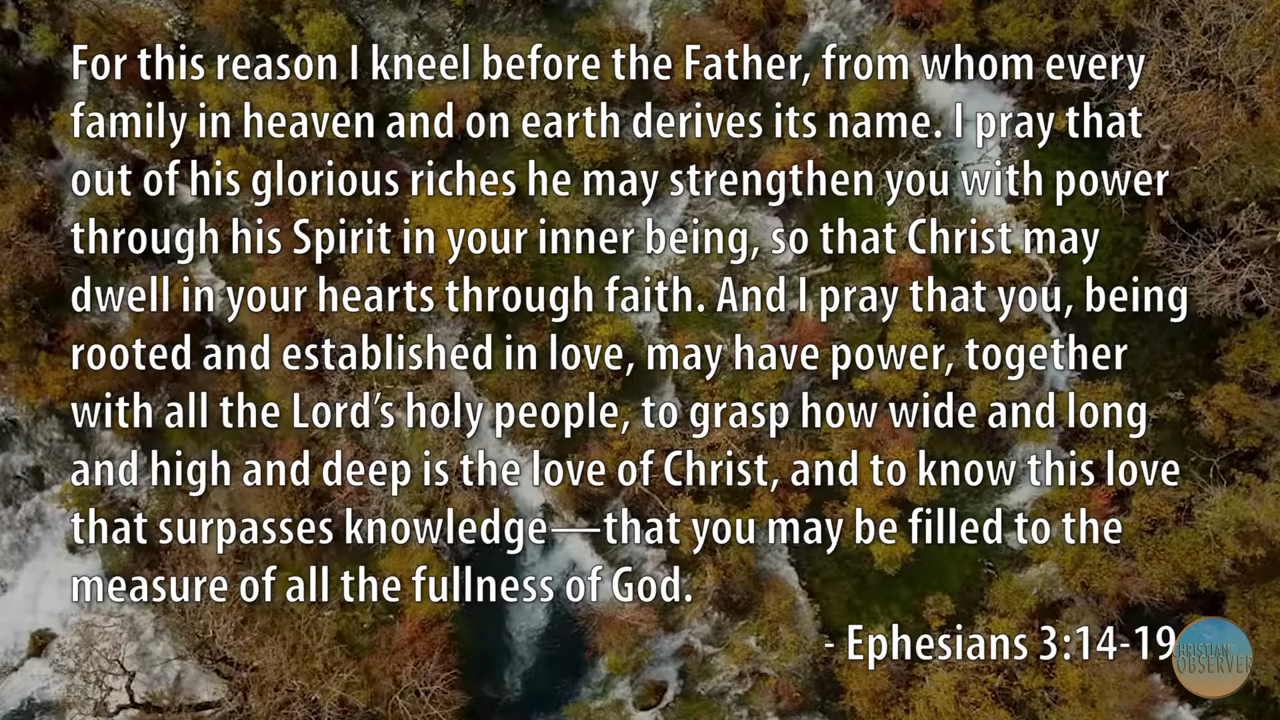 For this reason I kneel before the Father, from whom every
family in heaven and on earth derives its name. I pray that
out of his glorious riches he may strengthen you with power
through his Spirit in your inner being, so that Christ may
dwell in your hearts through faith. And I pray that you, being
rooted and established in love, may have power, together
with all the Lord’s holy people, to grasp how wide and long
and high and deep is the love of Christ, and to know this love
that surpasses knowledge—that you may be filled to the
measure of all the fullness of God.
- Ephesians 3:14-19
CHRISTIAN
OBSERVER